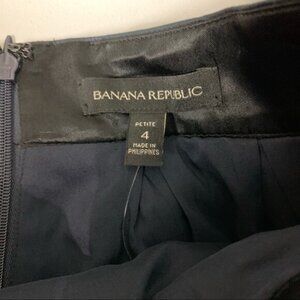 BANANA REPUBLIC
PETITE
4
MADE IN
PHILIPPINES